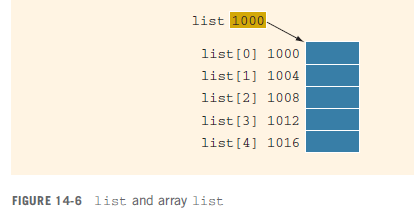 list 1000
list[0] 1000
list[1] 1004
list[2] 1008
list[3] 1012
list[4] 1016
FIGURE 14-6 list and array list